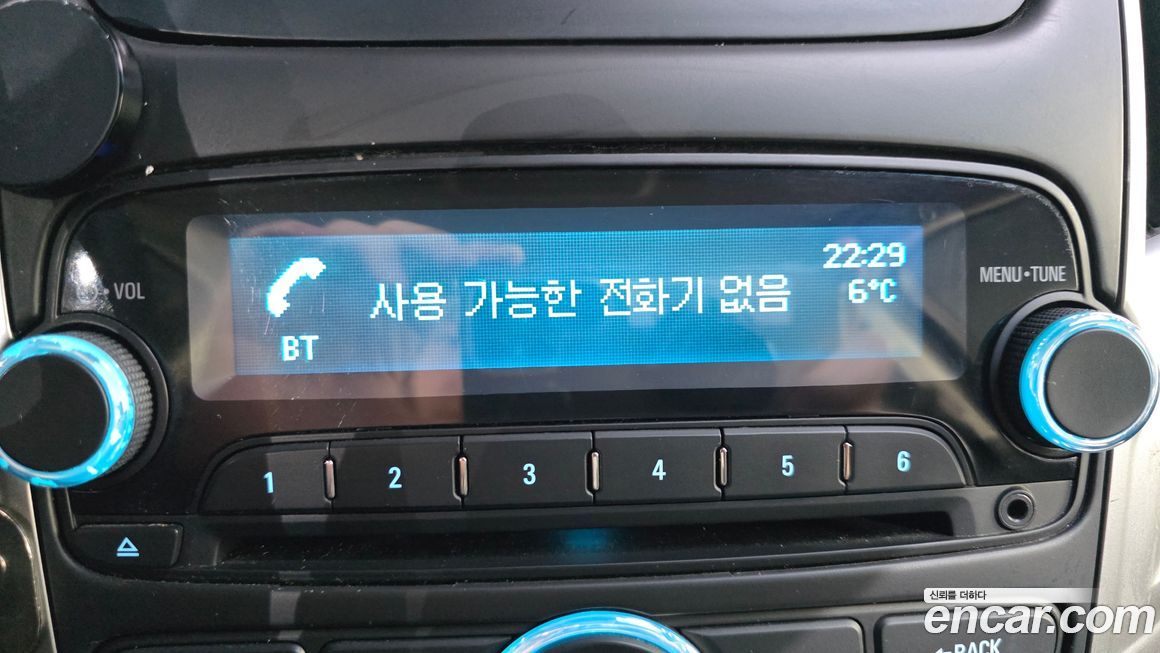 22:29
사용 가능한 전화기 없음
6°C
BT
VOL
MENU•TUNE
1 2 3 4 5 6
신뢰를 더하다
encar.com
BACK